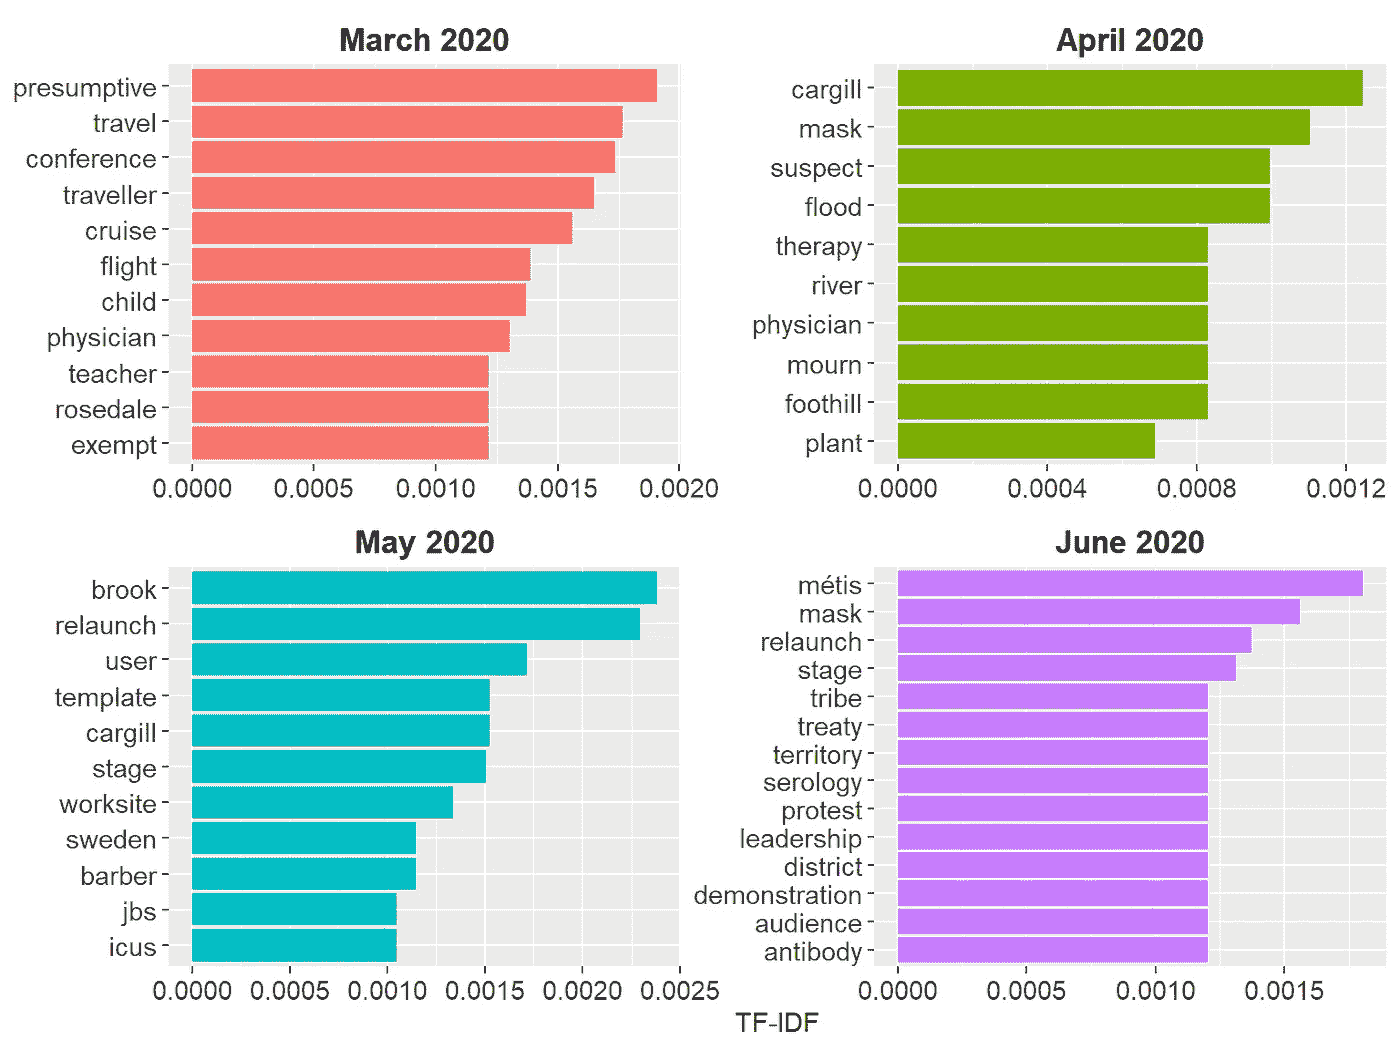 March 2020
presumptive
travel
conference
traveller
cruise
flight
child
physician
teacher
rosedale
exempt
0.0000 0.0005 0.0010 0.0015 0.0020
April 2020
cargill
mask
suspect
flood
therapy
river
physician
mourn
foothill
plant
0.0000 0.0004 0.0008 0.0012
May 2020
brook
relaunch
user
template
cargill
stage
worksite
sweden
barber
jbs
icus
0.0000 0.0005 0.0010 0.0015 0.0020 0.0025
June 2020
métis
mask
relaunch
stage
tribe
treaty
territory
serology
protest
leadership
district
demonstration
audience
antibody
0.0000 0.0005 0.0010 0.0015
TF-IDF